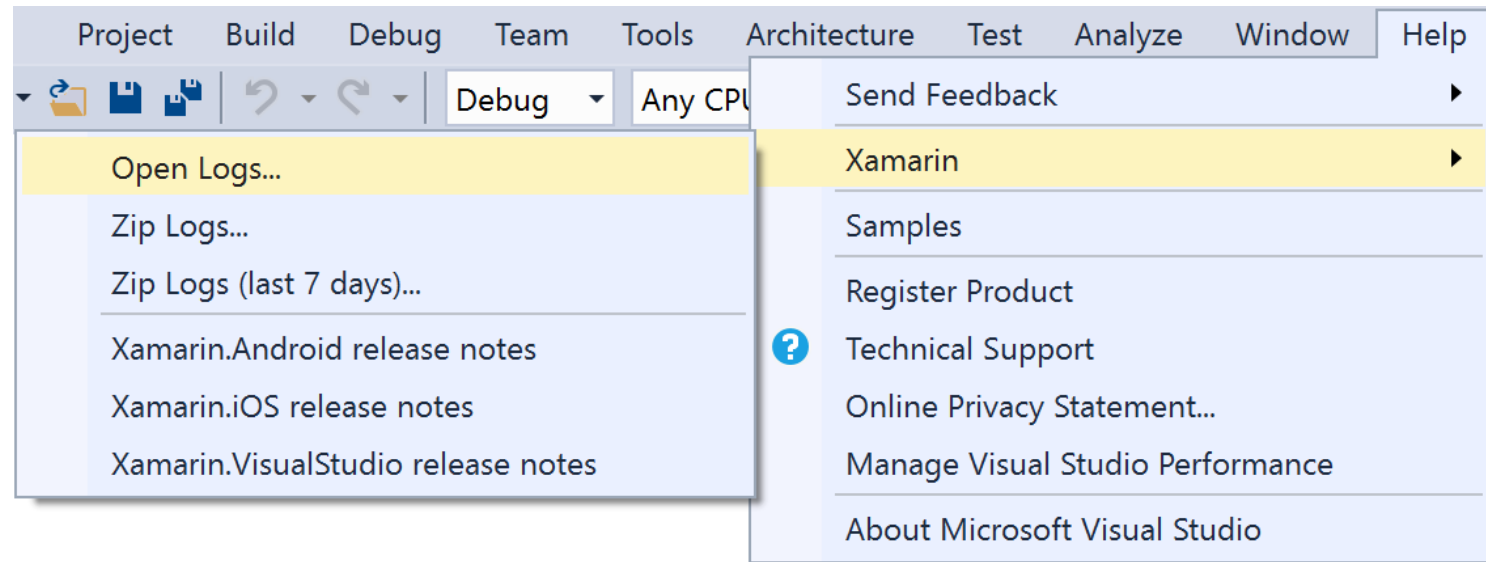 Project Build Debug Team Tools Architecture Test Analyze Window Help
Debug Any CPU
Send Feedback
Xamarin
Samples
Register Product
Technical Support
Online Privacy Statement...
Manage Visual Studio Performance
About Microsoft Visual Studio
Open Logs...
Zip Logs...
Zip Logs (last 7 days)...
Xamarin.Android release notes
Xamarin.iOS release notes
Xamarin.VisualStudio release notes